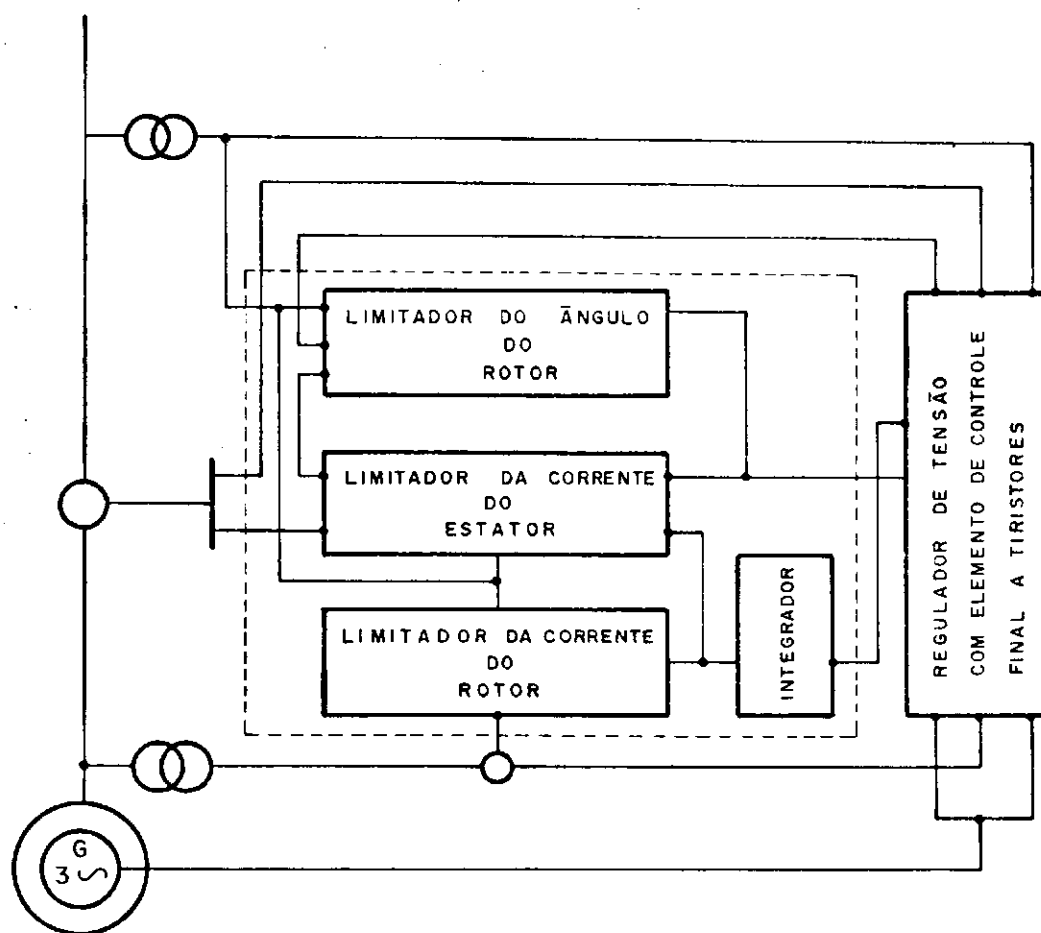 LIMITADOR DO ÂNGULO
DO
ROTOR
LIMITADOR DA CORRENTE
DO
ESTATOR
LIMITADOR DA CORRENTE
DO
ROTOR
INTEGRADOR
REGULADOR DE TENSÃO
COM ELEMENTO DE CONTROLE
FINAL A TIRISTORES
G
3 ∿